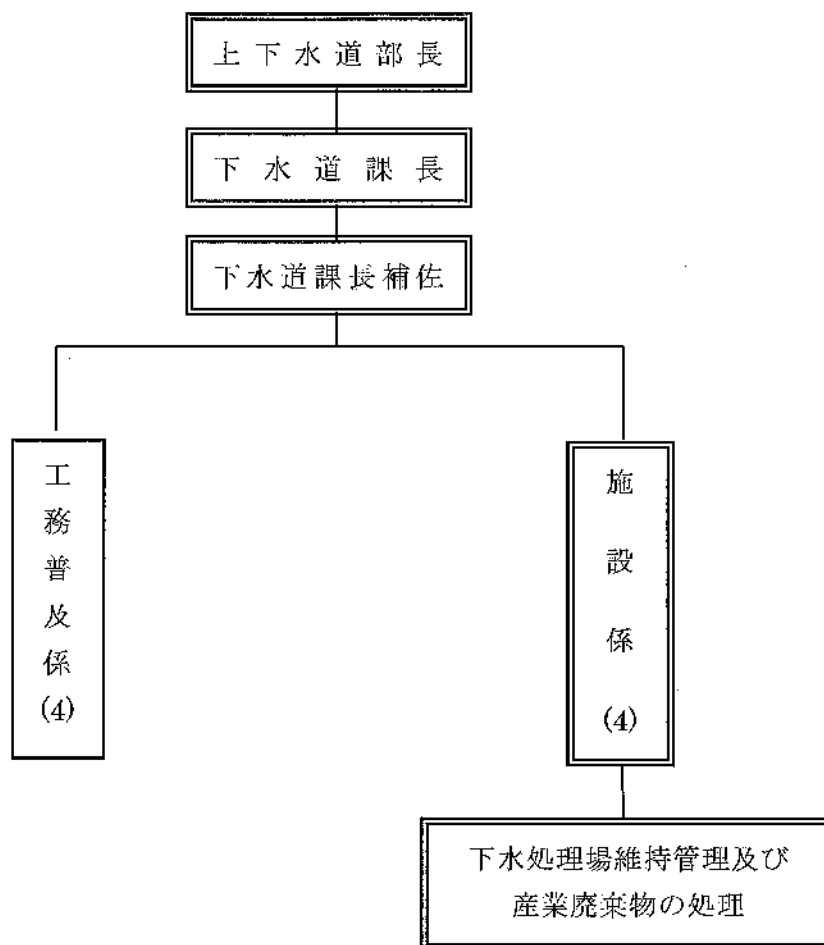 上下水道部長
下水道課長
下水道課長補佐
工務普及係(4)
施設係(4)
下水処理場維持管理及び
産業廃棄物の処理